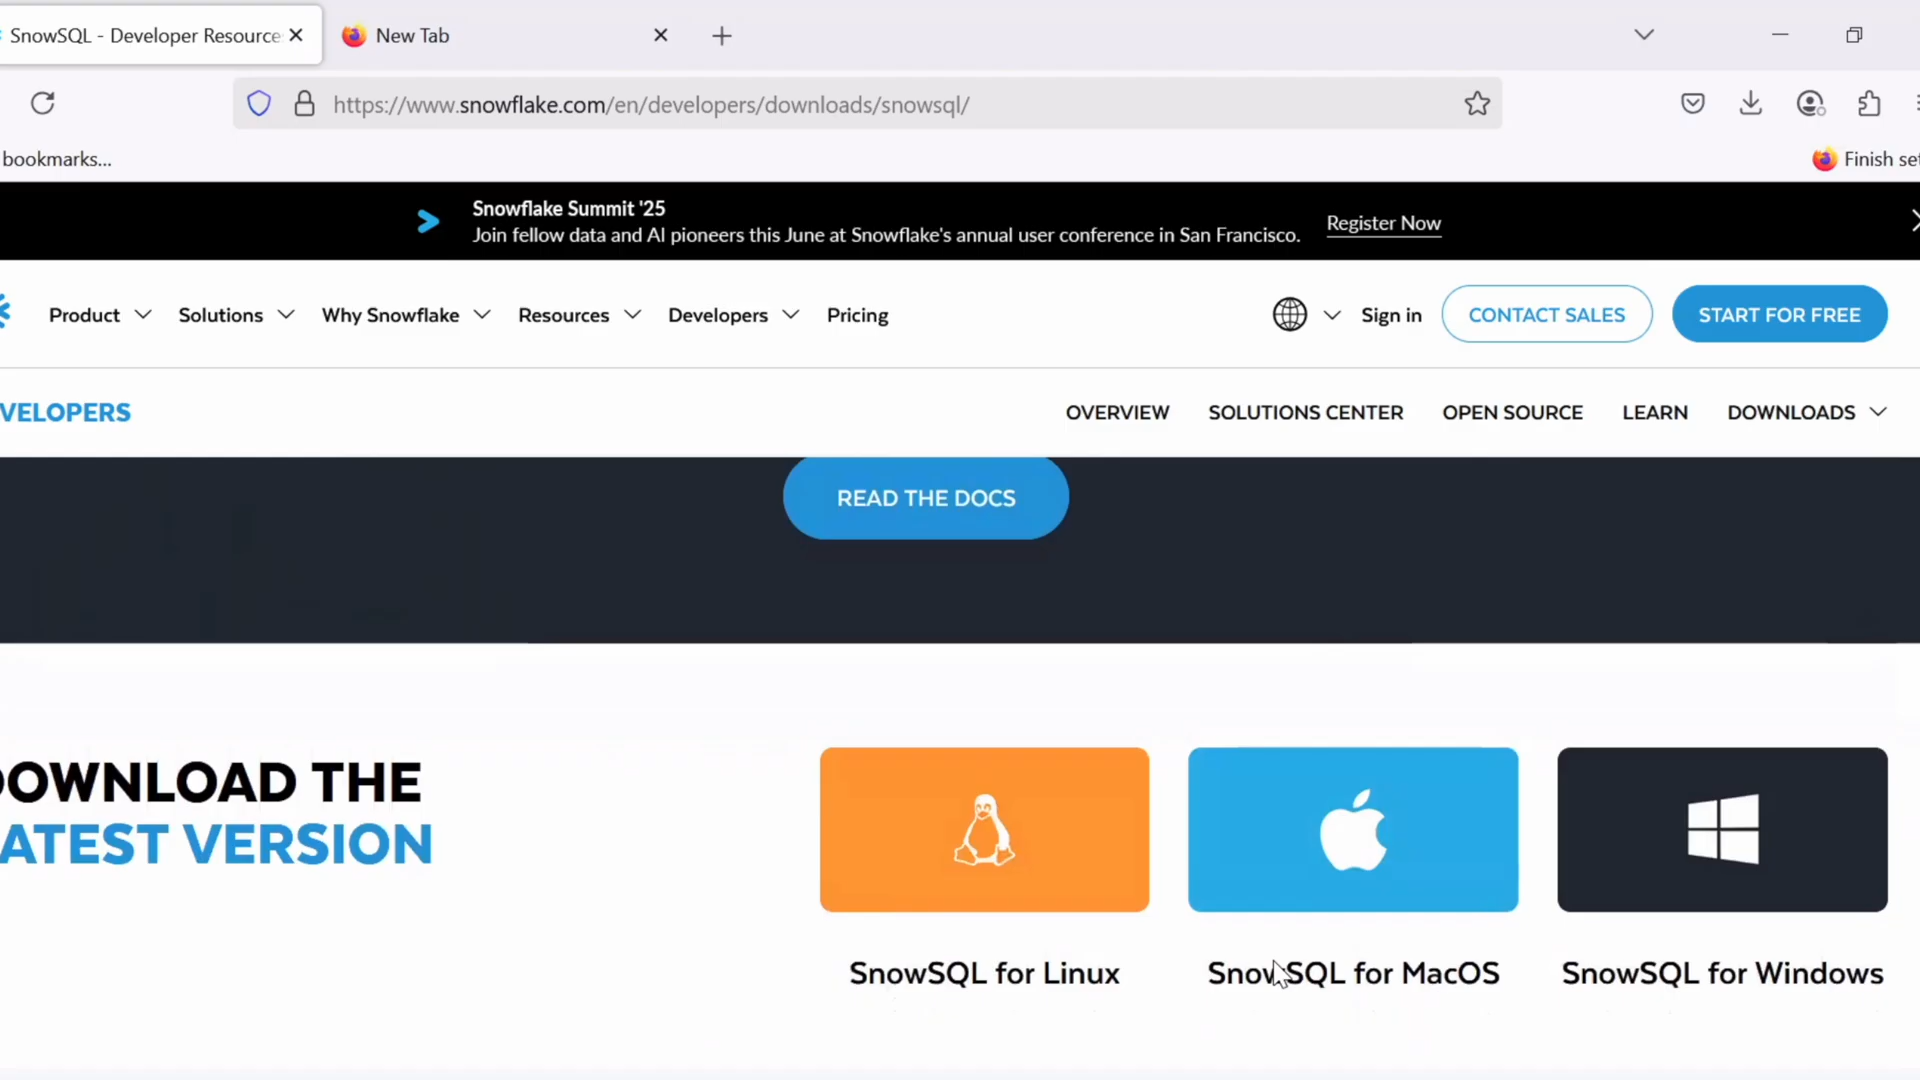 SnowSQL - Developer Resource
New Tab
https://www.snowflake.com/en/developers/downloads/snowsql/
bookmarks...
Finish set
Snowflake Summit '25
Join fellow data and AI pioneers this June at Snowflake's annual user conference in San Francisco.
Register Now
Product Solutions Why Snowflake Resources Developers Pricing Sign in CONTACT SALES START FOR FREE
VELOPERS OVERVIEW SOLUTIONS CENTER OPEN SOURCE LEARN DOWNLOADS
READ THE DOCS
DOWNLOAD THE
ATEST VERSION
SnowSQL for Linux SnowSQL for MacOS SnowSQL for Windows